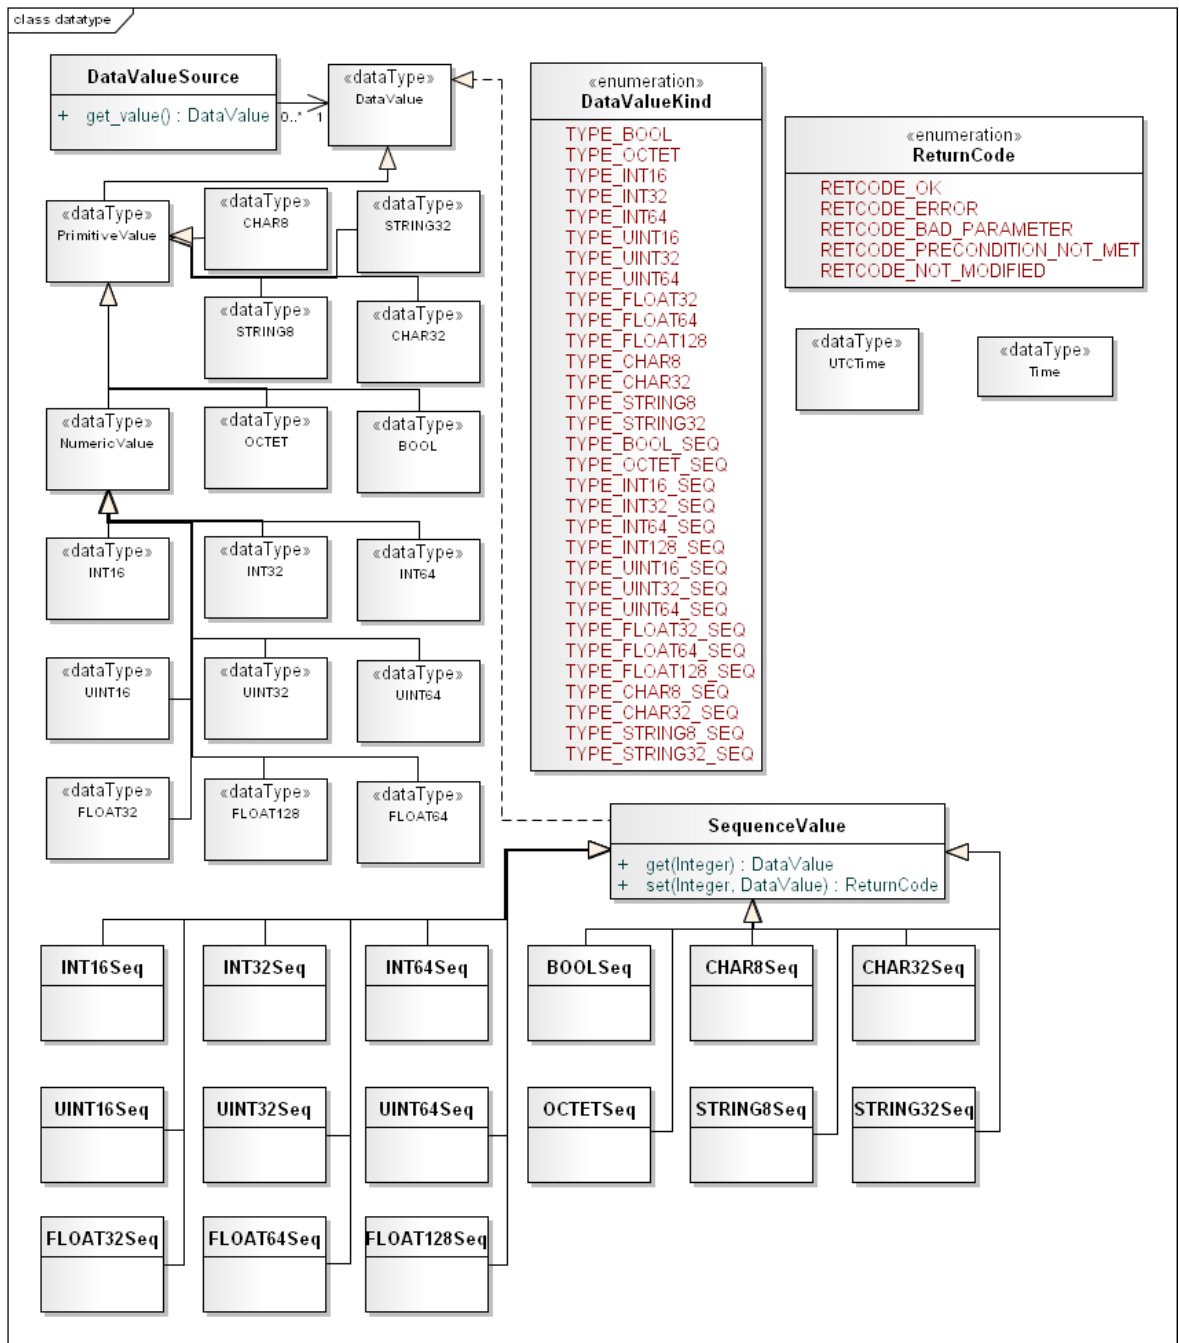 class datatype
DataValueSource
+ get_value() : DataValue
0..* 1
«dataType»
DataValue
«enumeration»
DataValueKind
TYPE_BOOL
TYPE_OCTET
TYPE_INT16
TYPE_INT32
TYPE_INT64
TYPE_UINT16
TYPE_UINT32
TYPE_UINT64
TYPE_FLOAT32
TYPE_FLOAT64
TYPE_FLOAT128
TYPE_CHAR8
TYPE_CHAR32
TYPE_STRING8
TYPE_STRING32
TYPE_BOOL_SEQ
TYPE_OCTET_SEQ
TYPE_INT16_SEQ
TYPE_INT32_SEQ
TYPE_INT64_SEQ
TYPE_INT128_SEQ
TYPE_UINT16_SEQ
TYPE_UINT32_SEQ
TYPE_UINT64_SEQ
TYPE_FLOAT32_SEQ
TYPE_FLOAT64_SEQ
TYPE_FLOAT128_SEQ
TYPE_CHAR8_SEQ
TYPE_CHAR32_SEQ
TYPE_STRING8_SEQ
TYPE_STRING32_SEQ
«enumeration»
ReturnCode
RETCODE_OK
RETCODE_ERROR
RETCODE_BAD_PARAMETER
RETCODE_PRECONDITION_NOT_MET
RETCODE_NOT_MODIFIED
«dataType»
UTCTime
«dataType»
Time
«dataType»
PrimitiveValue
«dataType»
CHAR8
«dataType»
STRING32
«dataType»
STRING8
«dataType»
CHAR32
«dataType»
NumericValue
«dataType»
OCTET
«dataType»
BOOL
«dataType»
INT16
«dataType»
INT32
«dataType»
INT64
«dataType»
UINT16
«dataType»
UINT32
«dataType»
UINT64
«dataType»
FLOAT32
«dataType»
FLOAT128
«dataType»
FLOAT64
SequenceValue
+ get(Integer) : DataValue
+ set(Integer, DataValue) : ReturnCode
INT16Seq
INT32Seq
INT64Seq
BOOLSeq
CHAR8Seq
CHAR32Seq
UINT16Seq
UINT32Seq
UINT64Seq
OCTETSeq
STRING8Seq
STRING32Seq
FLOAT32Seq
FLOAT64Seq
FLOAT128Seq